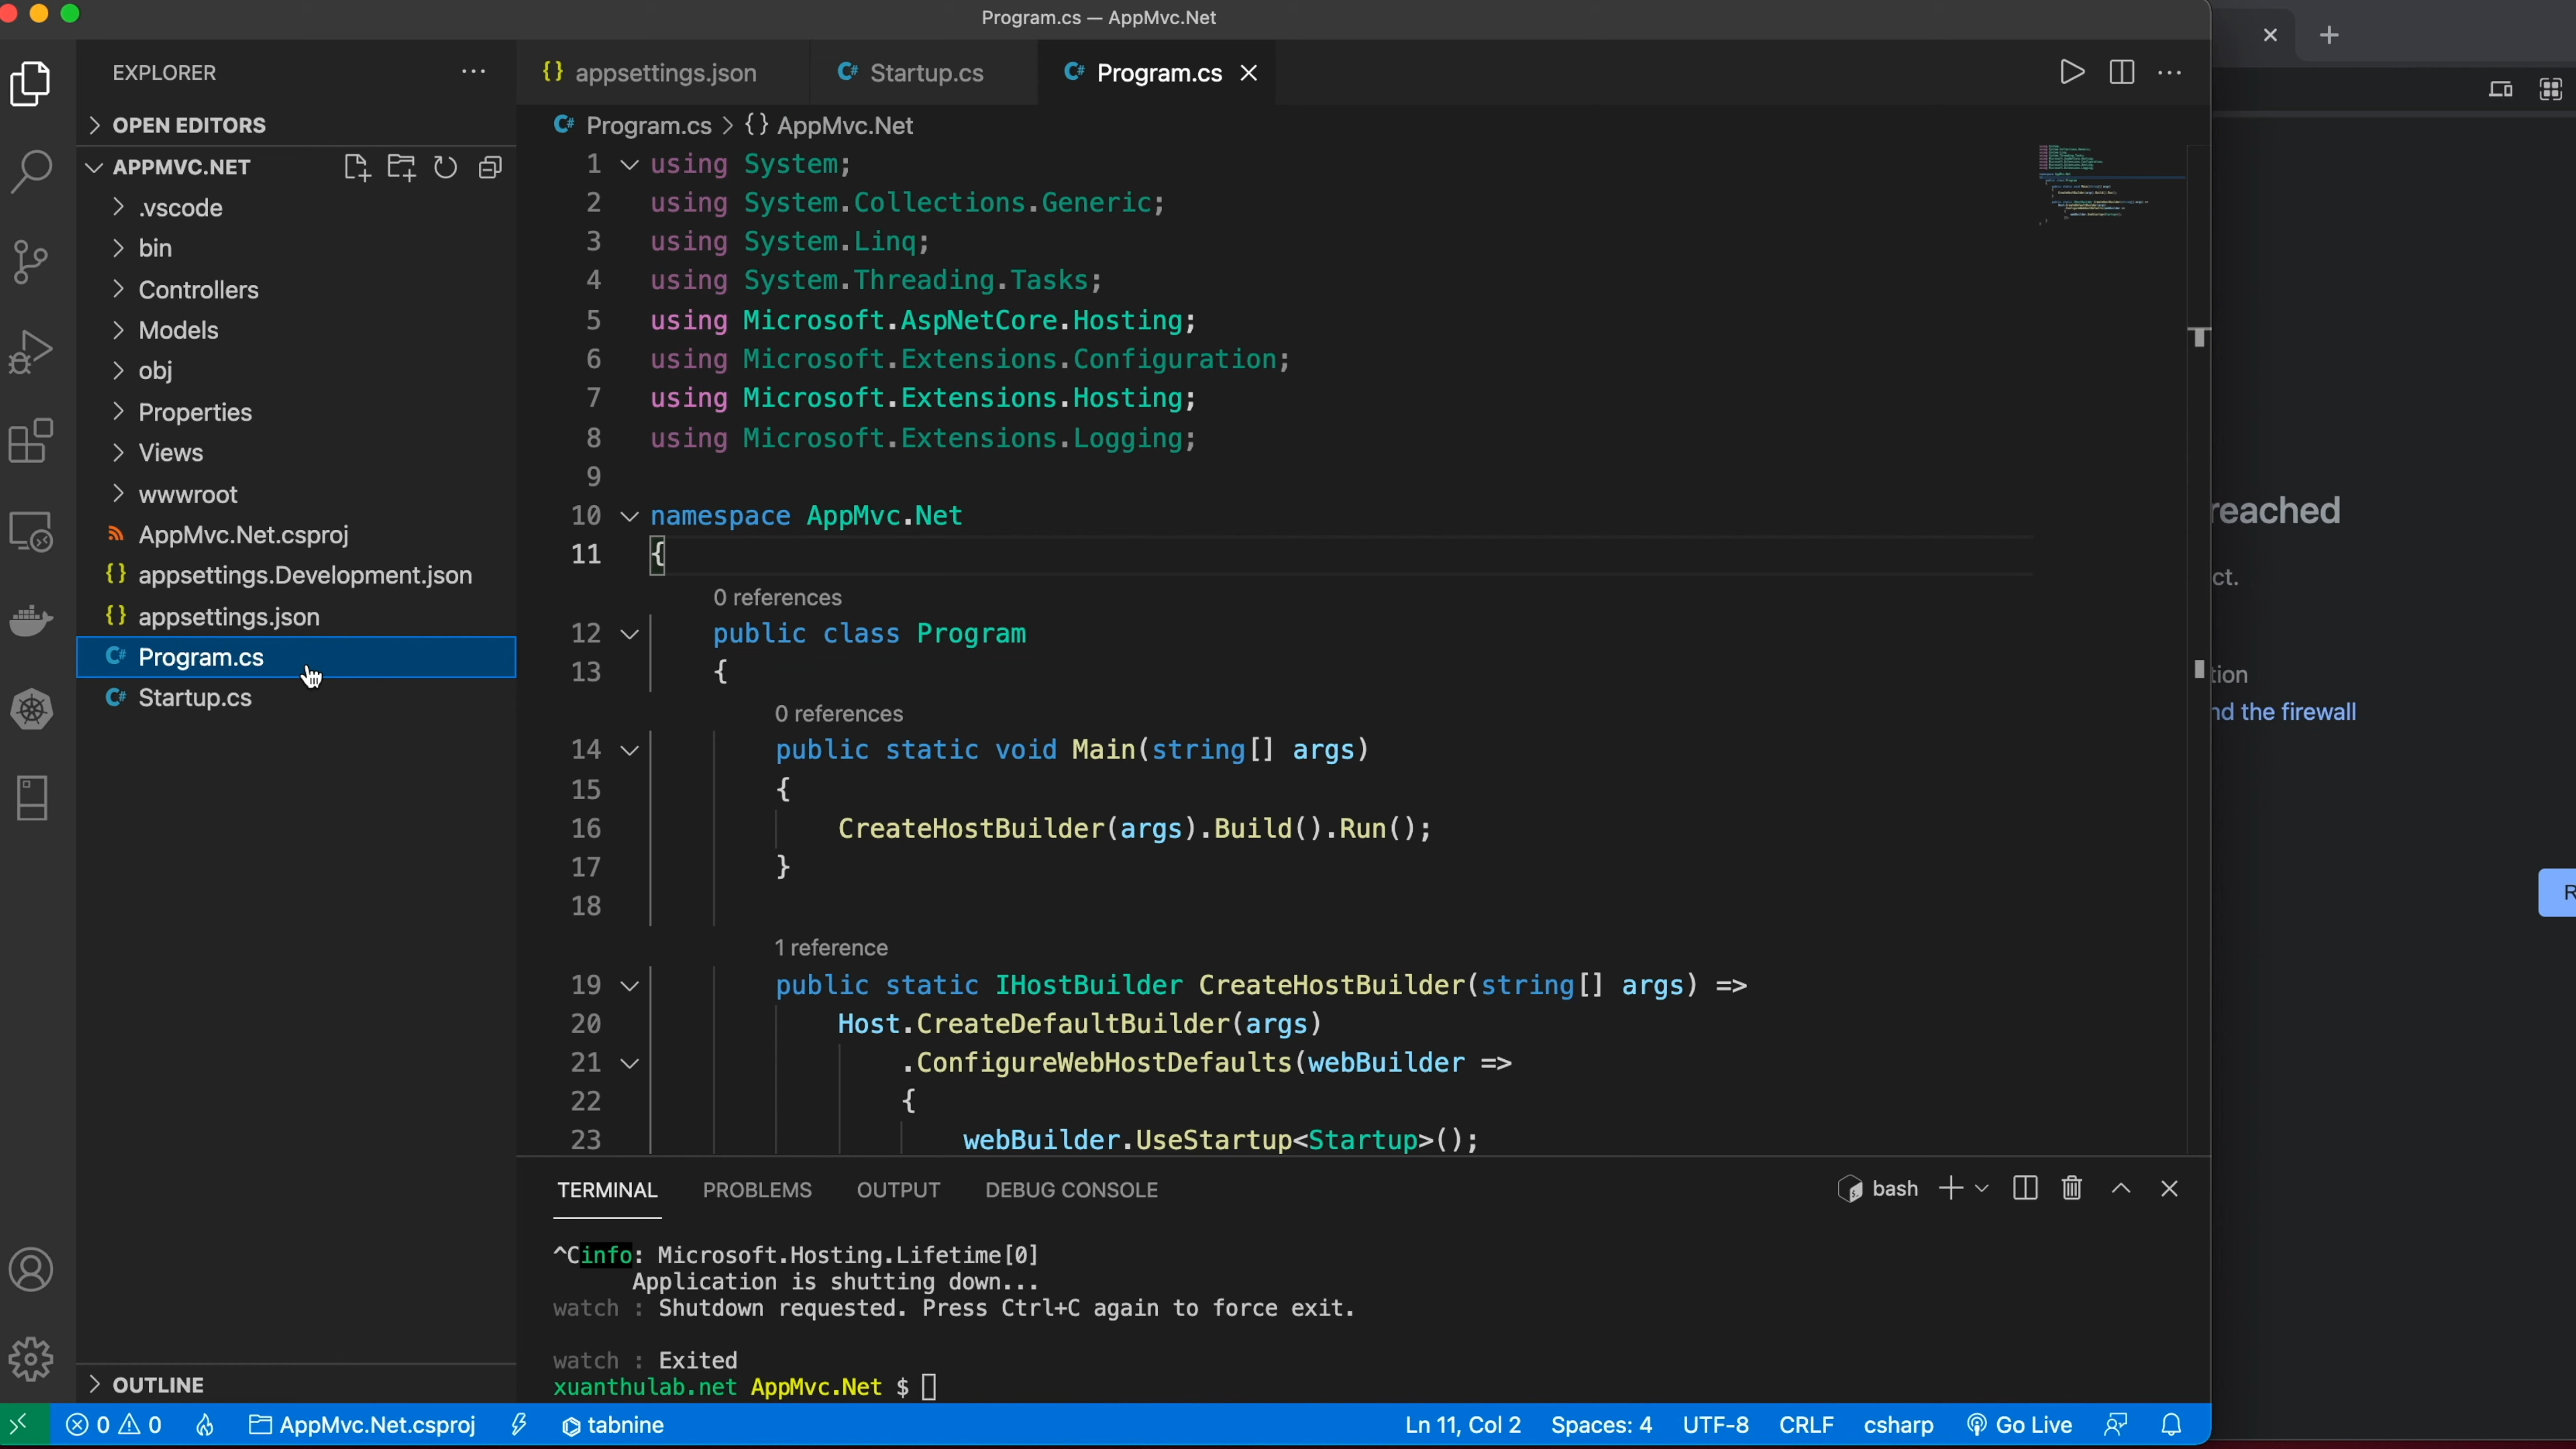 Program.cs — AppMvc.Net
EXPLORER
OPEN EDITORS
APPMVC.NET
.vscode
bin
Controllers
Models
obj
Properties
Views
wwwroot
AppMvc.Net.csproj
{} appsettings.Development.json
{} appsettings.json
C# Program.cs
C# Startup.cs
OUTLINE
{} appsettings.json
C# Startup.cs
C# Program.cs
C# Program.cs > {} AppMvc.Net
1 using System;
2 using System.Collections.Generic;
3 using System.Linq;
4 using System.Threading.Tasks;
5 using Microsoft.AspNetCore.Hosting;
6 using Microsoft.Extensions.Configuration;
7 using Microsoft.Extensions.Hosting;
8 using Microsoft.Extensions.Logging;
9
10 namespace AppMvc.Net
11 {
0 references
12 public class Program
13 {
0 references
14 public static void Main(string[] args)
15 {
16 CreateHostBuilder(args).Build().Run();
17 }
18
1 reference
19 public static IHostBuilder CreateHostBuilder(string[] args) =>
20 Host.CreateDefaultBuilder(args)
21 .ConfigureWebHostDefaults(webBuilder =>
22 {
23 webBuilder.UseStartup<Startup>();
TERMINAL PROBLEMS OUTPUT DEBUG CONSOLE
bash
^Cinfo: Microsoft.Hosting.Lifetime[0]
Application is shutting down...
watch : Shutdown requested. Press Ctrl+C again to force exit.
watch : Exited
xuanthulab.net AppMvc.Net $
0 0 AppMvc.Net.csproj tabnine
Ln 11, Col 2 Spaces: 4 UTF-8 CRLF csharp Go Live
reached
ct.
tion
nd the firewall
R